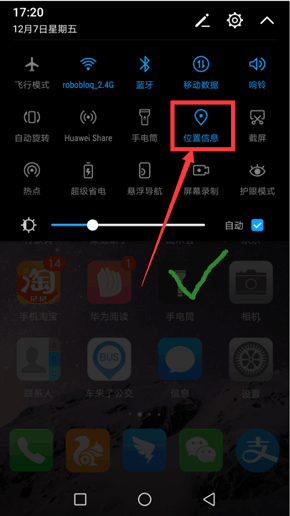 17:20
12月7日星期五
飞行模式 robobloq_2.4G 蓝牙 移动数据 响铃
自动旋转 Huawei Share 手电筒 位置信息 截屏
热点 超级省电 悬浮导航 屏幕录制 护眼模式
自动
14 1
手机淘宝 华为阅读 手电筒 相机
BUS
联系人 车来了公交 信息 设置